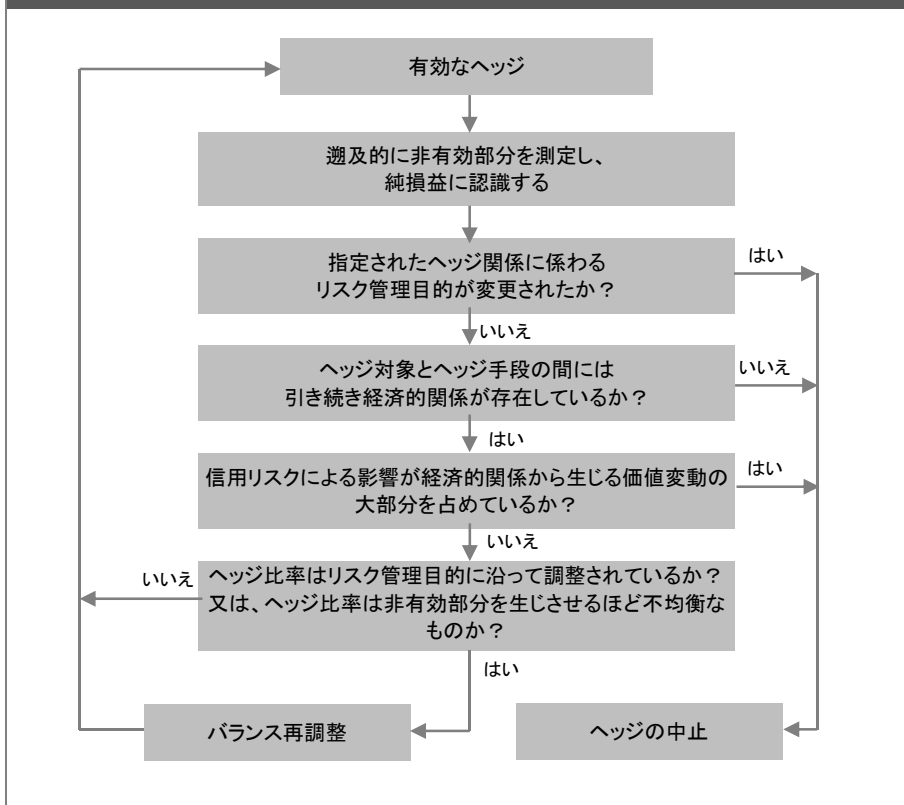 有効なヘッジ
遡及的に非有効部分を測定し、
純損益に認識する
指定されたヘッジ関係に係わる
リスク管理目的が変更されたか？
はい
いいえ
ヘッジ対象とヘッジ手段の間には
引き続き経済的関係が存在しているか？
いいえ
はい
信用リスクによる影響が経済的関係から生じる価値変動の
大部分を占めているか？
はい
いいえ
いいえ
ヘッジ比率はリスク管理目的に沿って調整されているか？
又は、ヘッジ比率は非有効部分を生じさせるほど不均衡な
ものか？
はい
バランス再調整
ヘッジの中止